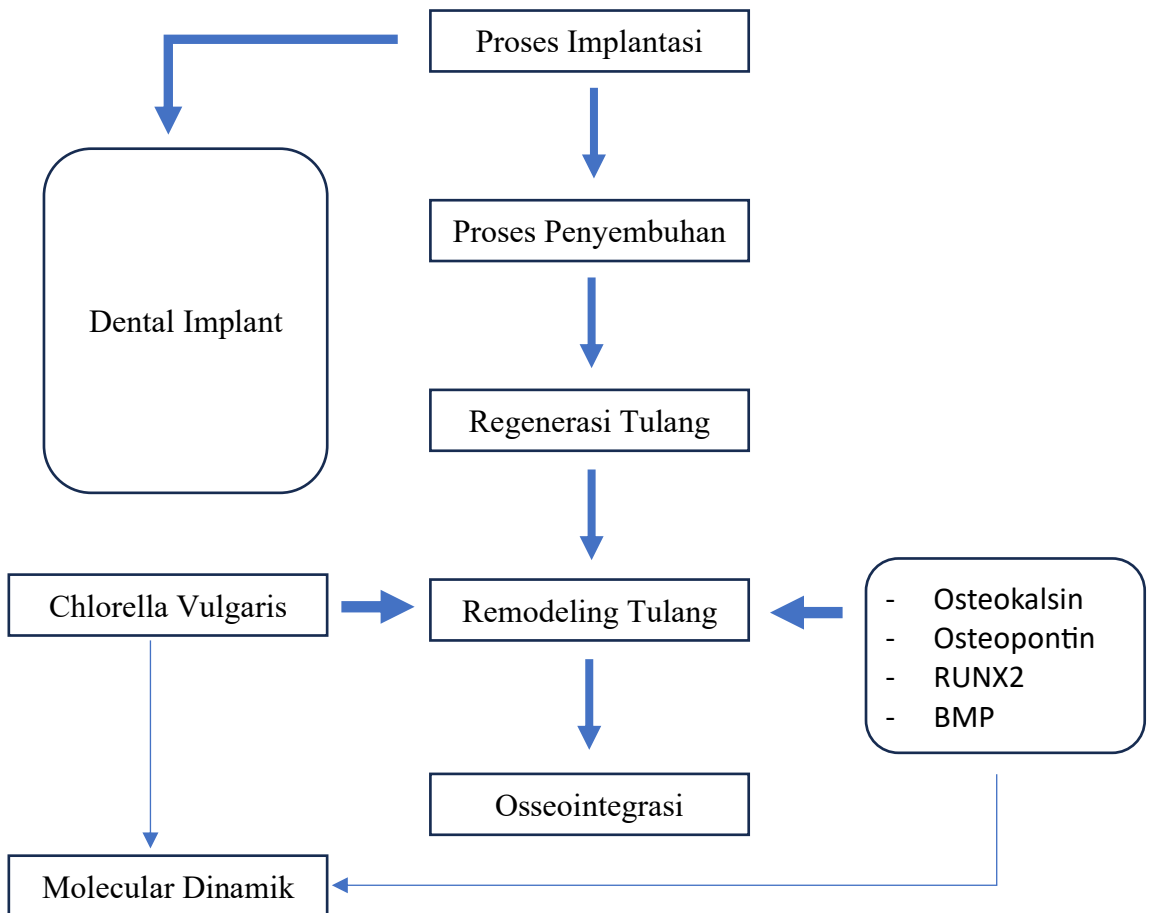 Proses Implantasi
Proses Penyembuhan
Dental Implant
Regenerasi Tulang
Chlorella Vulgaris
Remodeling Tulang
- Osteokalsin
- Osteopontin
- RUNX2
- BMP
Osseointegrasi
Molecular Dinamik